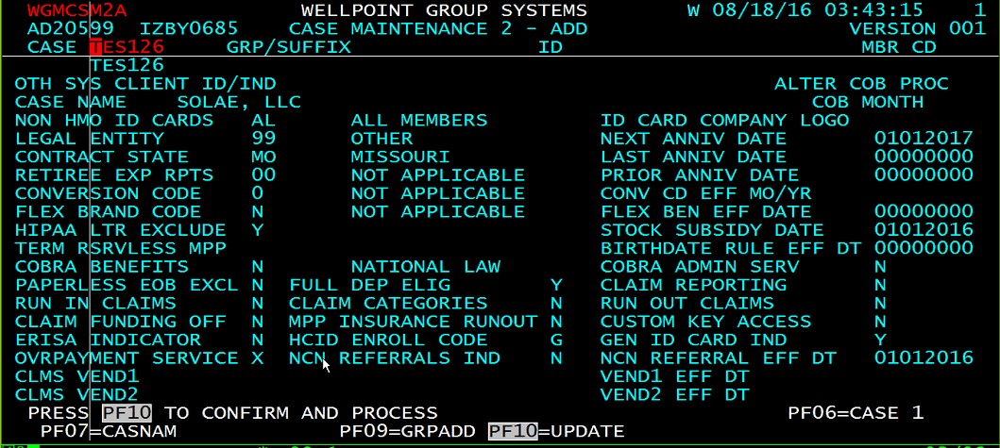 WGMCSM2A WELLPOINT GROUP SYSTEMS W 08/18/16 03:43:15 1
AD20599 IZBY0685 CASE MAINTENANCE 2 - ADD VERSION 001
CASE TES126 GRP/SUFFIX ID MBR CD
TES126
OTH SYS CLIENT ID/IND ALTER COB PROC
CASE NAME SOLAE, LLC COB MONTH
NON HMO ID CARDS AL ALL MEMBERS ID CARD COMPANY LOGO
LEGAL ENTITY 99 OTHER NEXT ANNIV DATE 01012017
CONTRACT STATE MO MISSOURI LAST ANNIV DATE 00000000
RETIREE EXP RPTS 00 NOT APPLICABLE PRIOR ANNIV DATE 00000000
CONVERSION CODE 0 NOT APPLICABLE CONV CD EFF MO/YR
FLEX BRAND CODE N NOT APPLICABLE FLEX BEN EFF DATE 00000000
HIPAA LTR EXCLUDE Y STOCK SUBSIDY DATE 01012016
TERM RSRVLESS MPP BIRTHDATE RULE EFF DT 00000000
COBRA BENEFITS N NATIONAL LAW COBRA ADMIN SERV N
PAPERLESS EOB EXCL N FULL DEP ELIG Y CLAIM REPORTING N
RUN IN CLAIMS N CLAIM CATEGORIES N RUN OUT CLAIMS N
CLAIM FUNDING OFF N MPP INSURANCE RUNOUT N CUSTOM KEY ACCESS N
ERISA INDICATOR N HCID ENROLL CODE G GEN ID CARD IND Y
OVRPAYMENT SERVICE X NCN REFERRALS IND N NCN REFERRAL EFF DT 01012016
CLMS VEND1 VEND1 EFF DT
CLMS VEND2 VEND2 EFF DT
PRESS PF10 TO CONFIRM AND PROCESS PF06=CASE 1
PF07=CASNAM PF09=GRPADD PF10=UPDATE